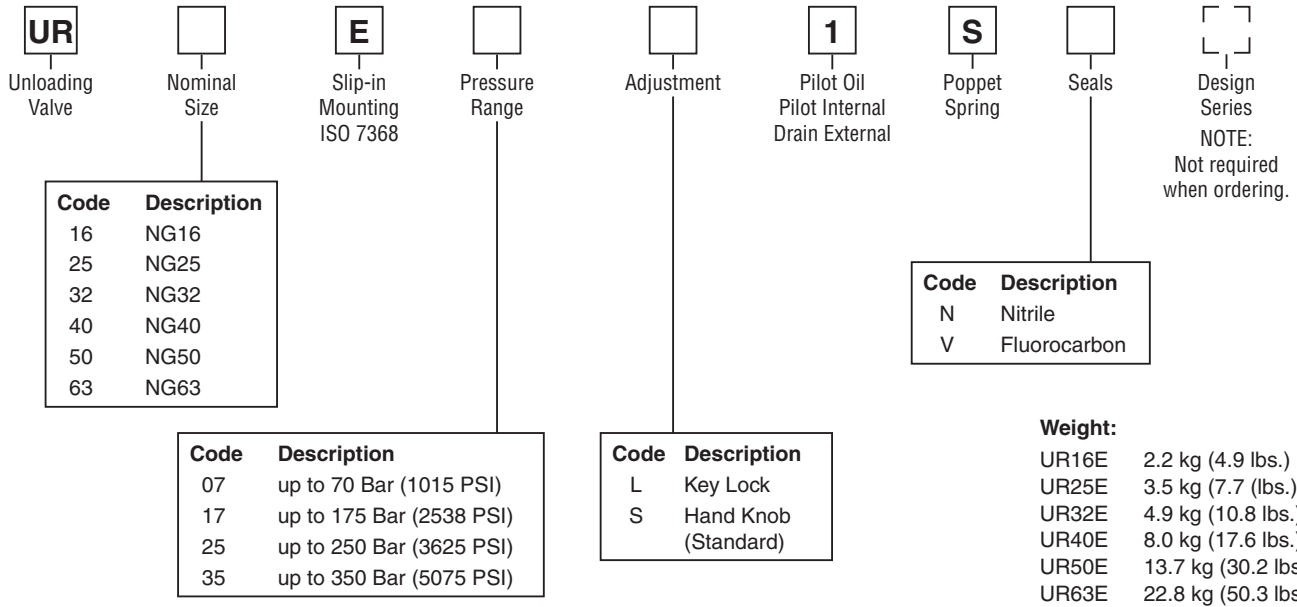 UR E 1 S
Unloading Valve
Nominal Size
Slip-in Mounting ISO 7368
Pressure Range
Adjustment
Pilot Oil Pilot Internal Drain External
Poppet Spring
Seals
Design Series
NOTE:
Not required
when ordering.
Code Description
16 NG16
25 NG25
32 NG32
40 NG40
50 NG50
63 NG63
Code Description
N Nitrile
V Fluorocarbon
Code Description
07 up to 70 Bar (1015 PSI)
17 up to 175 Bar (2538 PSI)
25 up to 250 Bar (3625 PSI)
35 up to 350 Bar (5075 PSI)
Code Description
L Key Lock
S Hand Knob
(Standard)
Weight:
UR16E 2.2 kg (4.9 lbs.)
UR25E 3.5 kg (7.7 (lbs.)
UR32E 4.9 kg (10.8 lbs.)
UR40E 8.0 kg (17.6 lbs.)
UR50E 13.7 kg (30.2 lbs
UR63E 22.8 kg (50.3 lbs